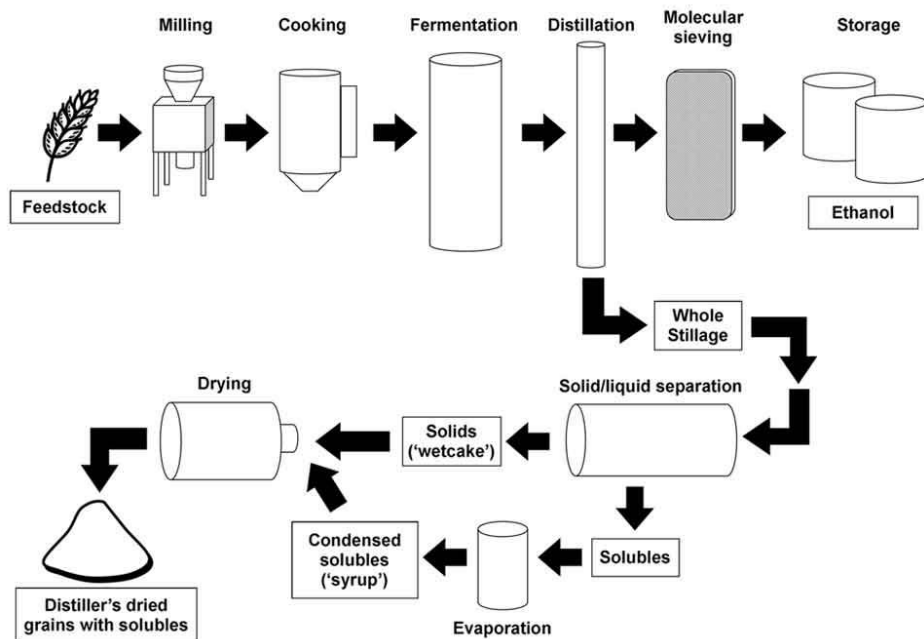 Milling
Cooking
Fermentation
Distillation
Molecular
sieving
Storage
Feedstock
Ethanol
Whole
Stillage
Drying
Solid/liquid separation
Solids
(‘wetcake’)
Condensed
solubles
(‘syrup’)
Solubles
Distiller’s dried
grains with solubles
Evaporation